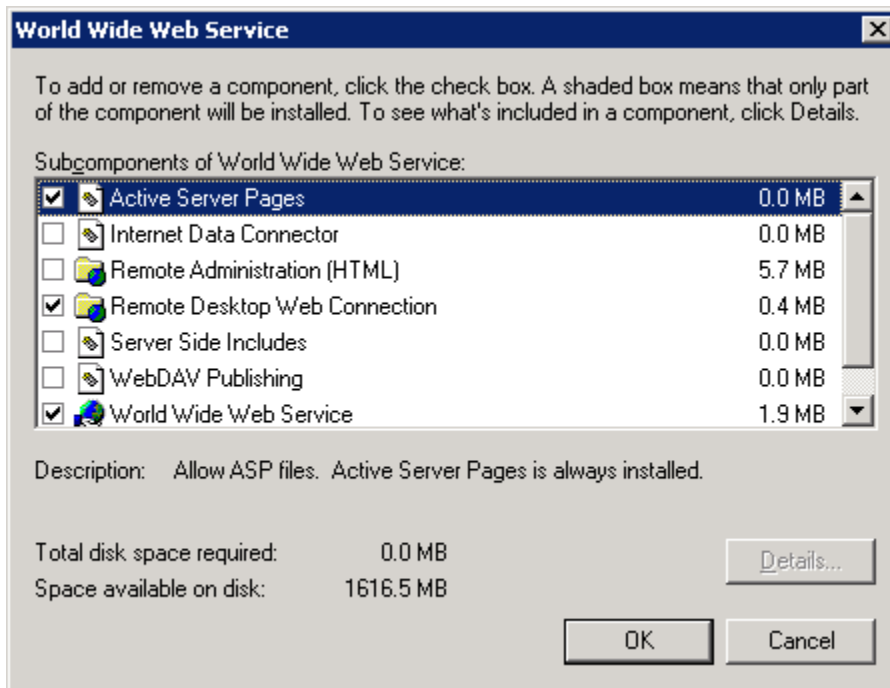 World Wide Web Service
To add or remove a component, click the check box. A shaded box means that only part
of the component will be installed. To see what's included in a component, click Details.
Subcomponents of World Wide Web Service:
Active Server Pages 0.0 MB
Internet Data Connector 0.0 MB
Remote Administration (HTML) 5.7 MB
Remote Desktop Web Connection 0.4 MB
Server Side Includes 0.0 MB
WebDAV Publishing 0.0 MB
World Wide Web Service 1.9 MB
Description: Allow ASP files. Active Server Pages is always installed.
Total disk space required: 0.0 MB
Space available on disk: 1616.5 MB
Details...
OK Cancel